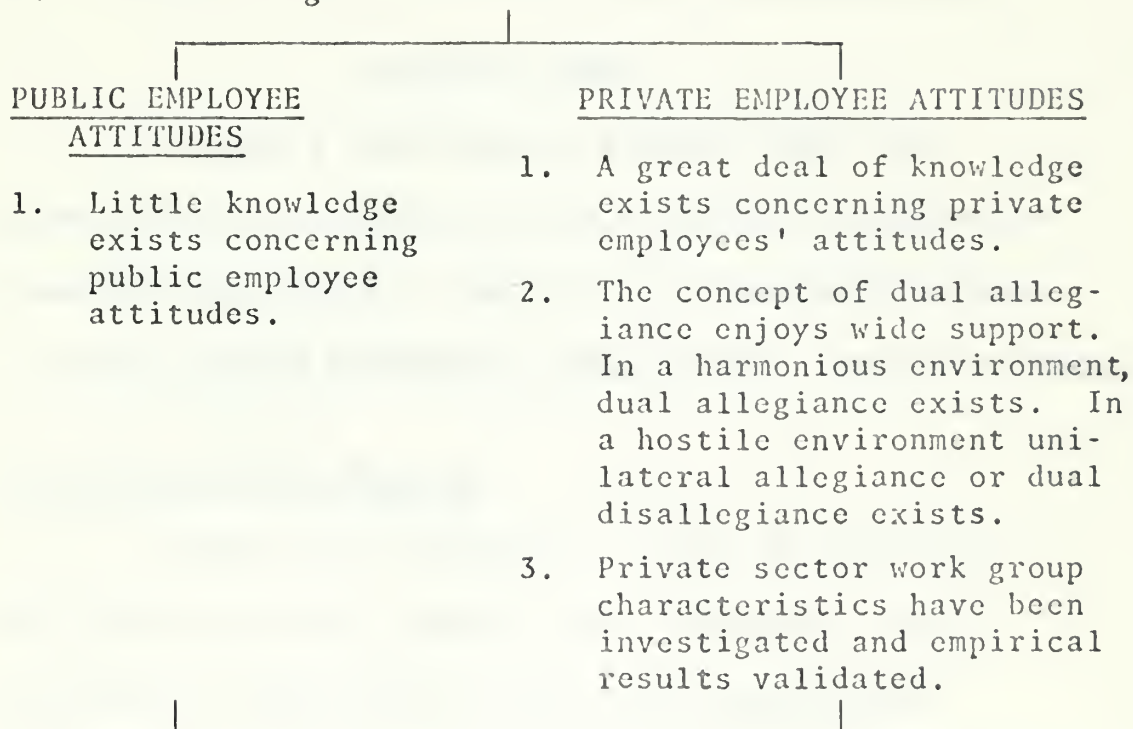 PUBLIC EMPLOYEE
ATTITUDES
1. Little knowledge
exists concerning
public employee
attitudes.
PRIVATE EMPLOYEE ATTITUDES
1. A great deal of knowledge
exists concerning private
employees' attitudes.
2. The concept of dual alleg-
iance enjoys wide support.
In a harmonious environment,
dual allegiance exists. In
a hostile environment uni-
lateral allegiance or dual
disallegiance exists.
3. Private sector work group
characteristics have been
investigated and empirical
results validated.